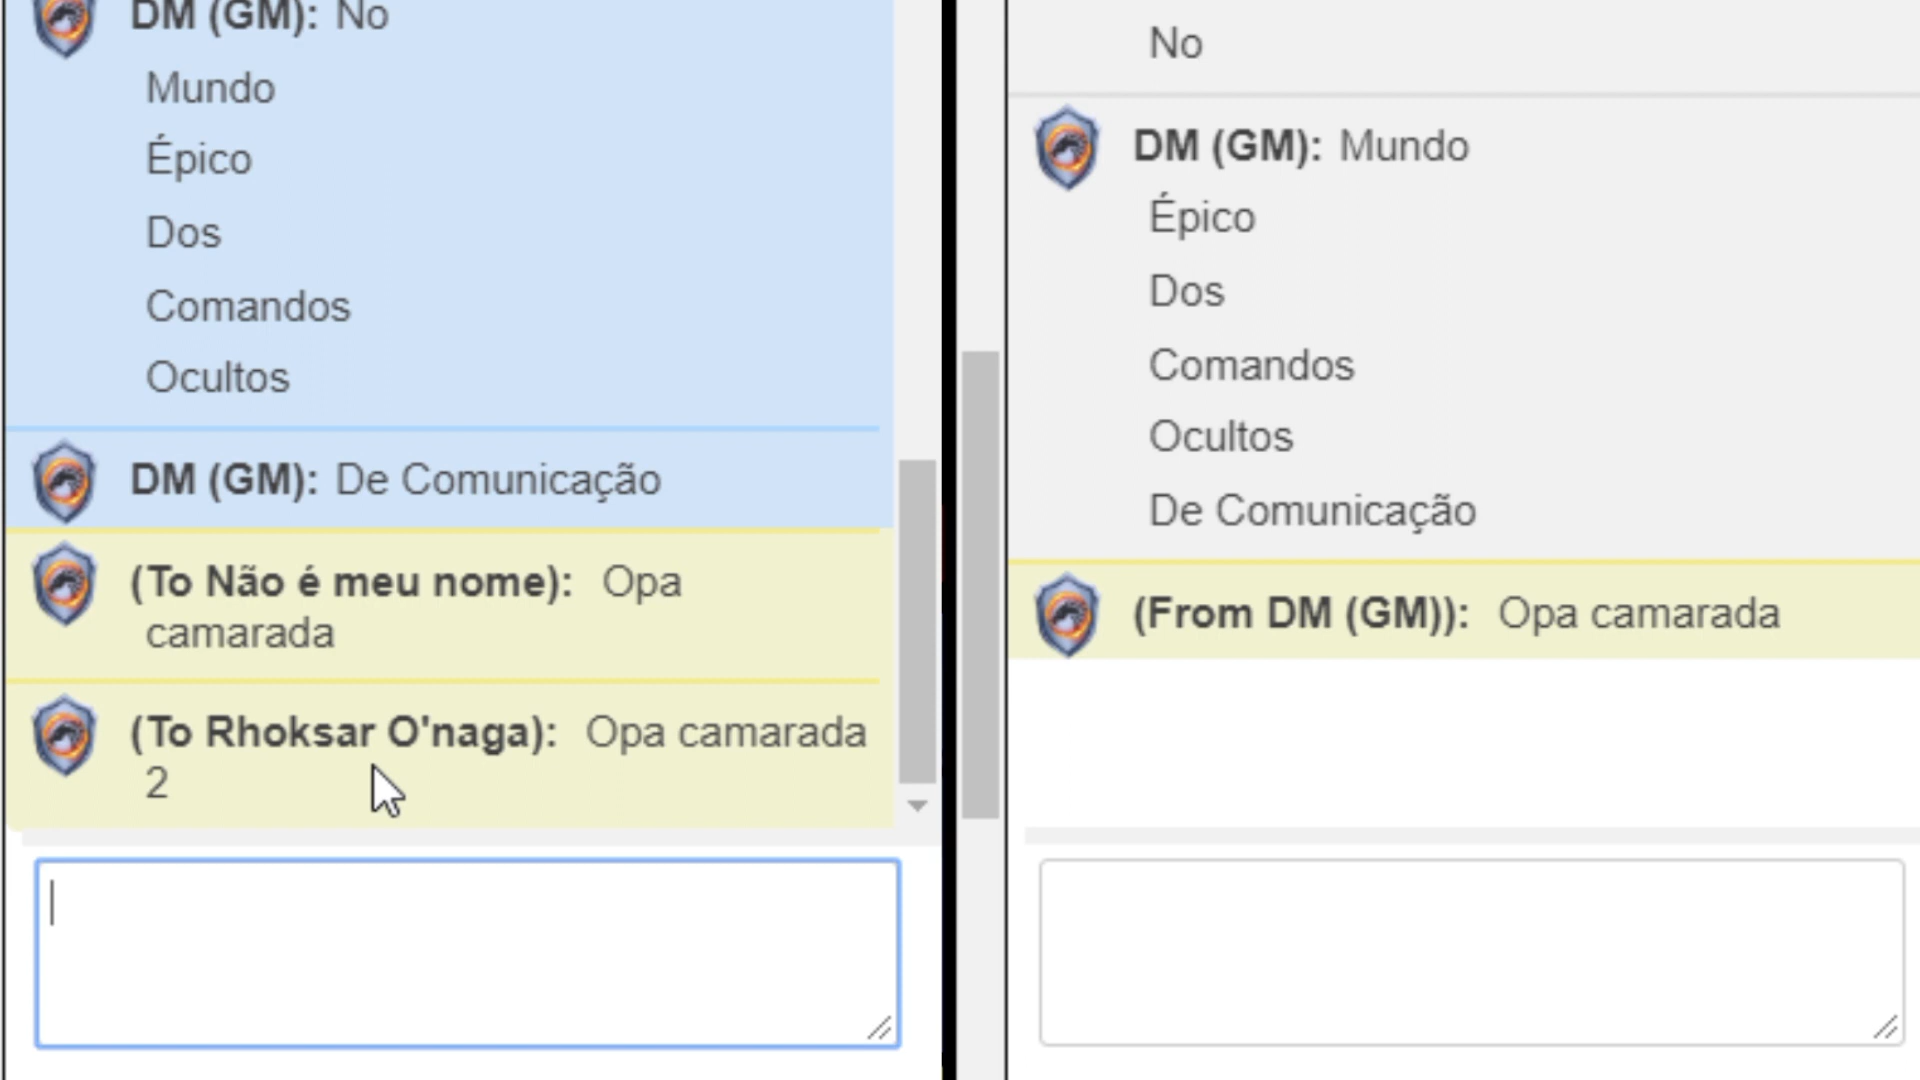 DM (GM): No
Mundo
Épico
Dos
Comandos
Ocultos
DM (GM): De Comunicação
(To Não é meu nome): Opa
camarada
(To Rhoksar O'naga): Opa camarada
2
No
DM (GM): Mundo
Épico
Dos
Comandos
Ocultos
De Comunicação
(From DM (GM)): Opa camarada